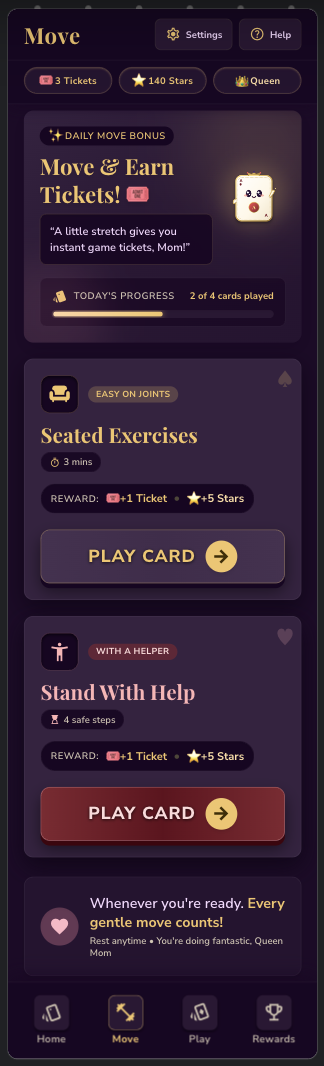 Move
Settings
Help
3 Tickets
140 Stars
Queen
DAILY MOVE BONUS
Move & Earn
Tickets!
“A little stretch gives you
instant game tickets, Mom!”
TODAY'S PROGRESS
2 of 4 cards played
EASY ON JOINTS
Seated Exercises
3 mins
REWARD: +1 Ticket • +5 Stars
PLAY CARD
WITH A HELPER
Stand With Help
4 safe steps
REWARD: +1 Ticket • +5 Stars
PLAY CARD
Whenever you're ready. Every
gentle move counts!
Rest anytime • You're doing fantastic, Queen
Mom
Home
Move
Play
Rewards